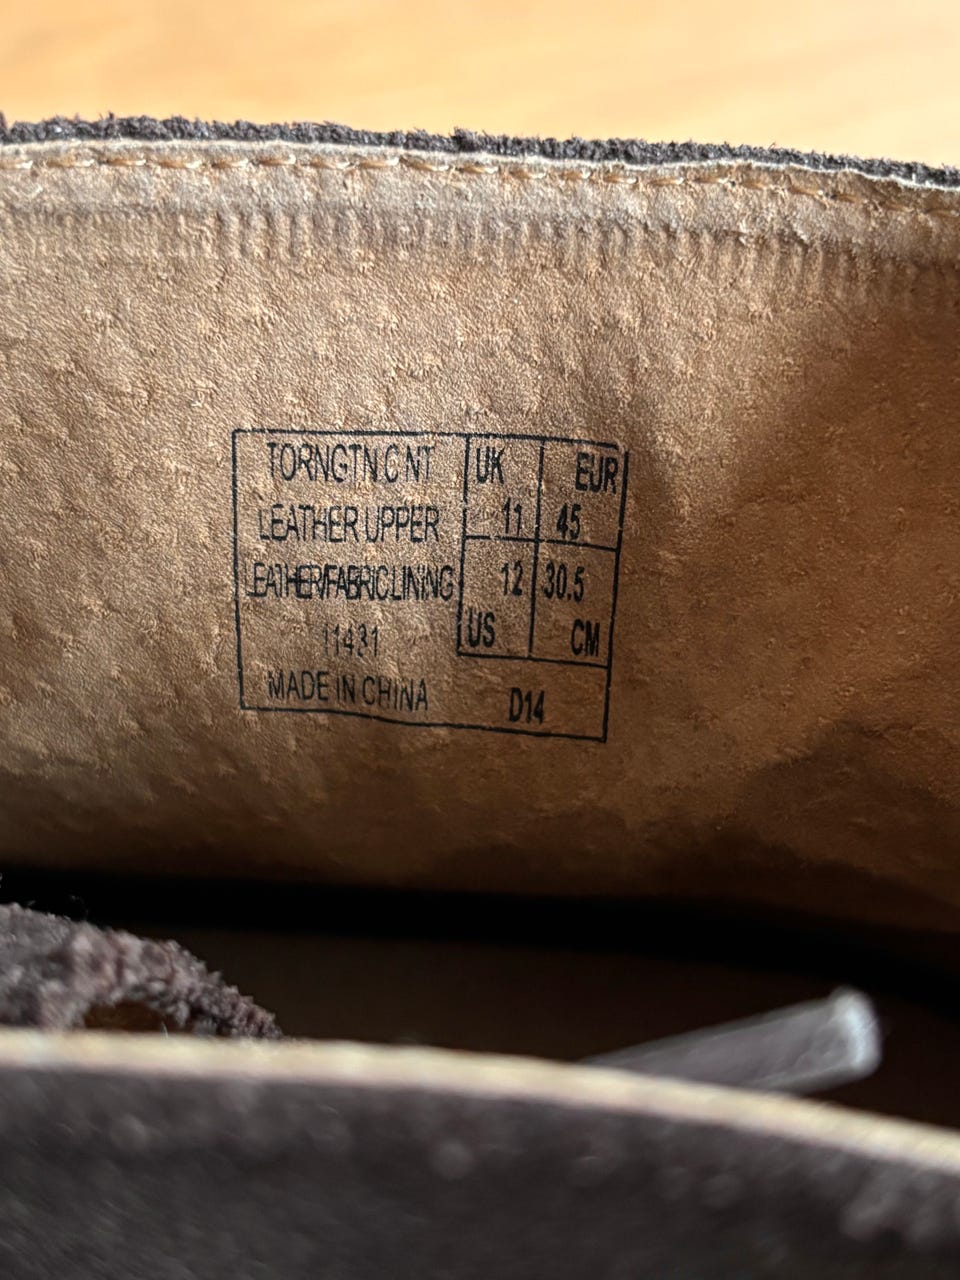 TORNGTN C NT
LEATHER UPPER
LEATHER/FABRIC LINING
11431
MADE IN CHINA
UK EUR
11 45
12 30.5
US CM
D14